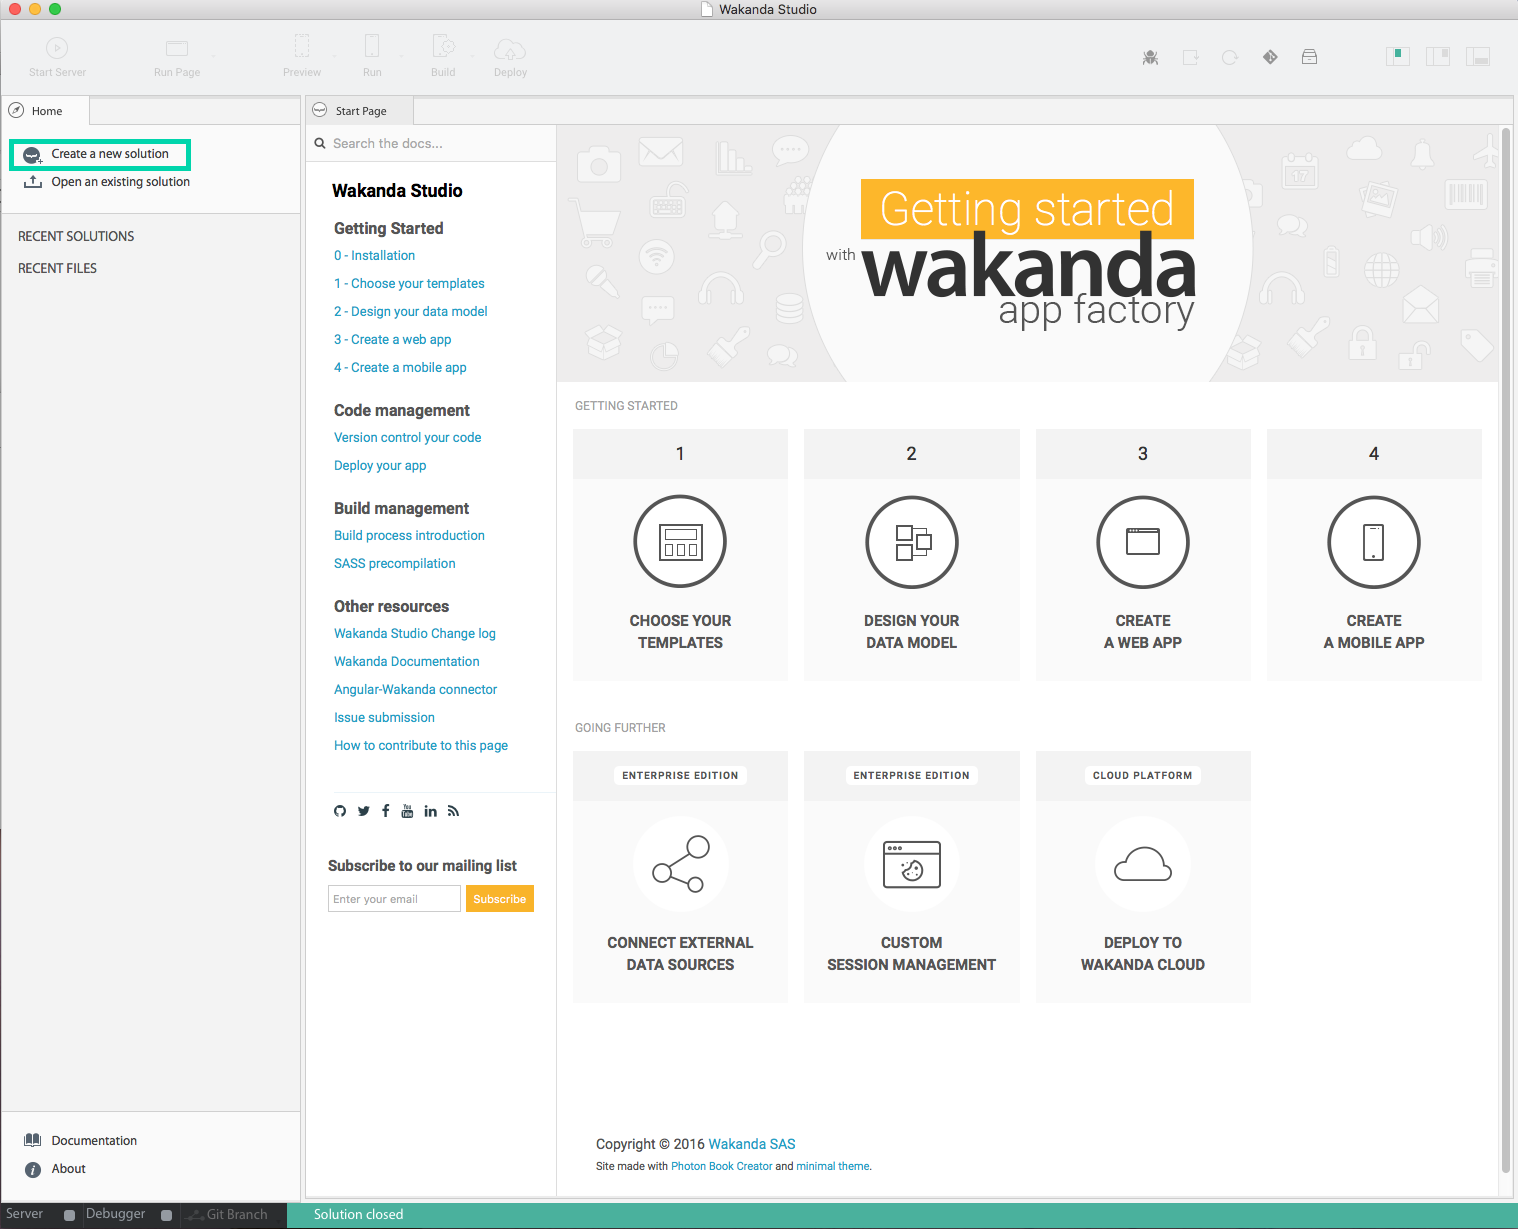 Wakanda Studio
Start Server
Run Page
Preview
Run
Build
Deploy
Home
Start Page
Create a new solution
Open an existing solution
RECENT SOLUTIONS
RECENT FILES
Search the docs...
Wakanda Studio
Getting Started
0 - Installation
1 - Choose your templates
2 - Design your data model
3 - Create a web app
4 - Create a mobile app
Code management
Version control your code
Deploy your app
Build management
Build process introduction
SASS precompilation
Other resources
Wakanda Studio Change log
Wakanda Documentation
Angular-Wakanda connector
Issue submission
How to contribute to this page
You
Tube
Subscribe to our mailing list
Enter your email
Subscribe
17
Getting started
with wakanda
app factory
GETTING STARTED
1
CHOOSE YOUR
TEMPLATES
2
DESIGN YOUR
DATA MODEL
3
CREATE
A WEB APP
4
CREATE
A MOBILE APP
GOING FURTHER
ENTERPRISE EDITION
CONNECT EXTERNAL
DATA SOURCES
ENTERPRISE EDITION
CUSTOM
SESSION MANAGEMENT
CLOUD PLATFORM
DEPLOY TO
WAKANDA CLOUD
Copyright © 2016 Wakanda SAS
Site made with Photon Book Creator and minimal theme.
Documentation
About
Server
Debugger
Git Branch
Solution closed